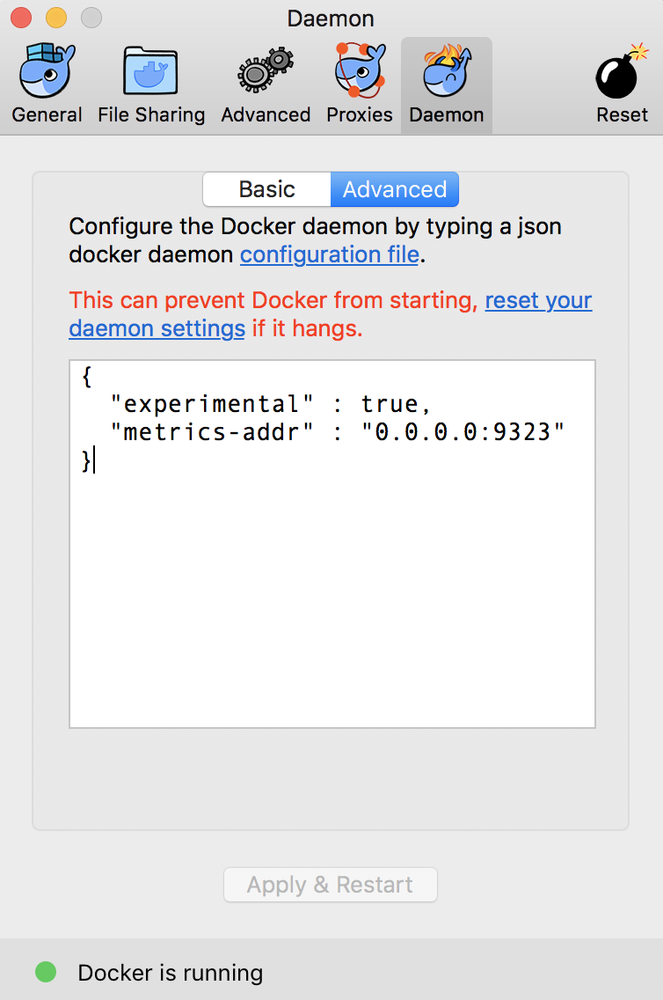 Daemon
General File Sharing Advanced Proxies Daemon Reset
Basic Advanced
Configure the Docker daemon by typing a json
docker daemon configuration file.
This can prevent Docker from starting, reset your
daemon settings if it hangs.
{
  "experimental" : true,
  "metrics-addr" : "0.0.0.0:9323"
}
Apply & Restart
Docker is running